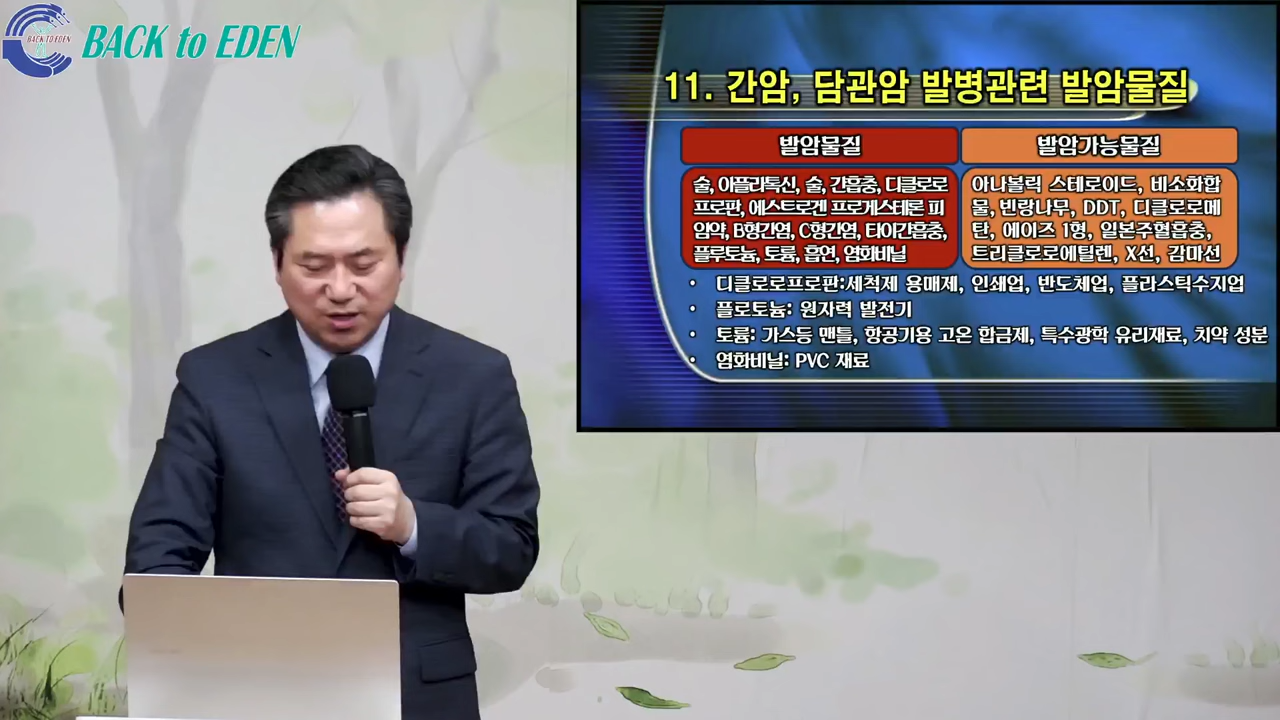 BACK TO EDEN
BACK to EDEN
11. 간암, 담관암 발병관련 발암물질
발암물질
발암가능물질
술, 아플라톡신, 술, 간흡충, 디클로로
프로판, 에스트로겐 프로게스테론 피
임약, B형간염, C형간염, 타이간흡충,
플루토늄, 토륨, 흡연, 염화비닐
아나볼릭 스테로이드, 비소화합
물, 빈랑나무, DDT, 디클로로메
탄, 에이즈 1형, 일본주혈흡충,
트리클로로에틸렌, X선, 감마선
• 디클로로프로판:세척제 용매제, 인쇄업, 반도체업, 플라스틱수지업
• 플로토늄: 원자력 발전기
• 토륨: 가스등 맨틀, 항공기용 고온 합금제, 특수광학 유리재료, 치약 성분
• 염화비닐: PVC 재료